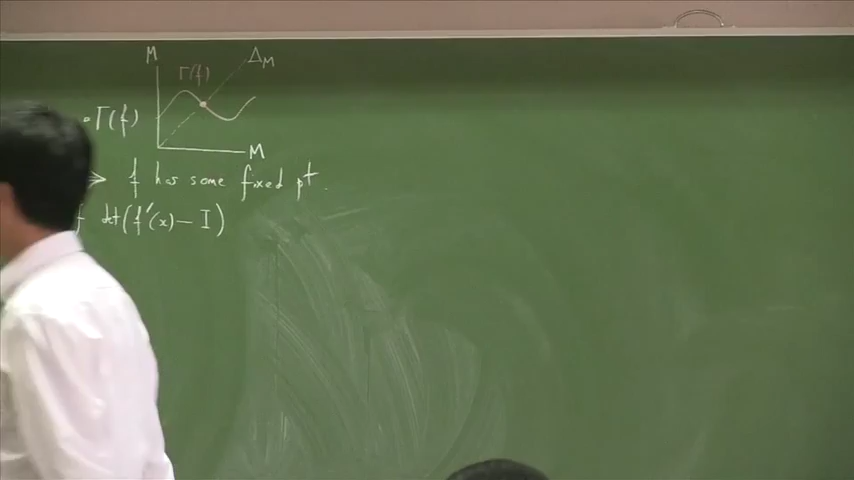 M
Δ_M
Γ(f)
∘Γ(f)
M
⇒ f has some fixed pt.
det(f'(x) − I)